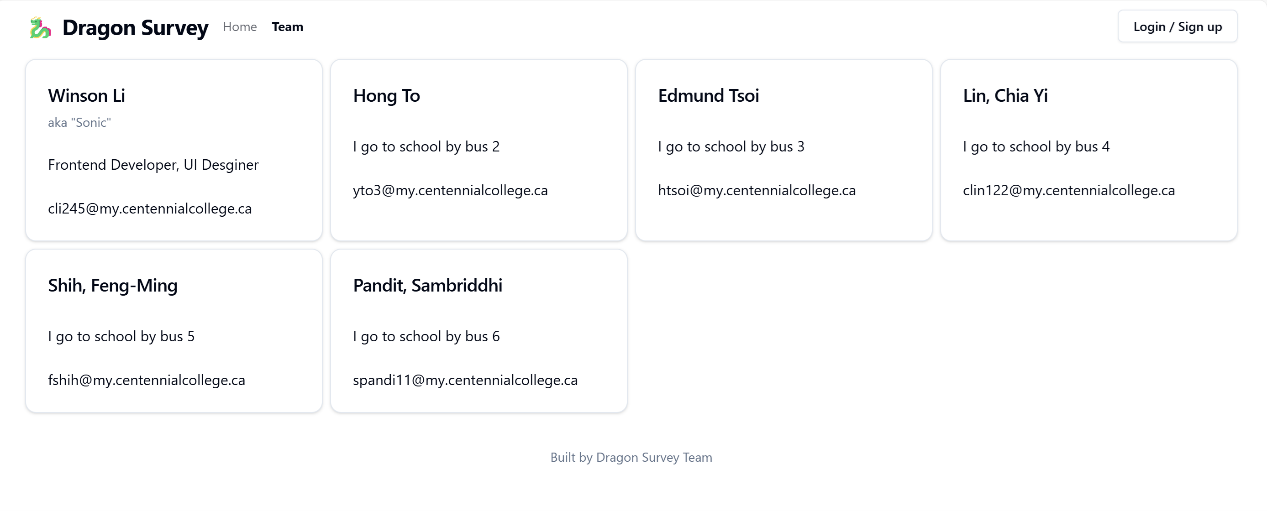 Dragon Survey Home Team Login / Sign up
Winson Li
aka "Sonic"
Frontend Developer, UI Desginer
cli245@my.centennialcollege.ca
Hong To
I go to school by bus 2
yto3@my.centennialcollege.ca
Edmund Tsoi
I go to school by bus 3
htsoi@my.centennialcollege.ca
Lin, Chia Yi
I go to school by bus 4
clin122@my.centennialcollege.ca
Shih, Feng-Ming
I go to school by bus 5
fshih@my.centennialcollege.ca
Pandit, Sambriddhi
I go to school by bus 6
spandi11@my.centennialcollege.ca
Built by Dragon Survey Team